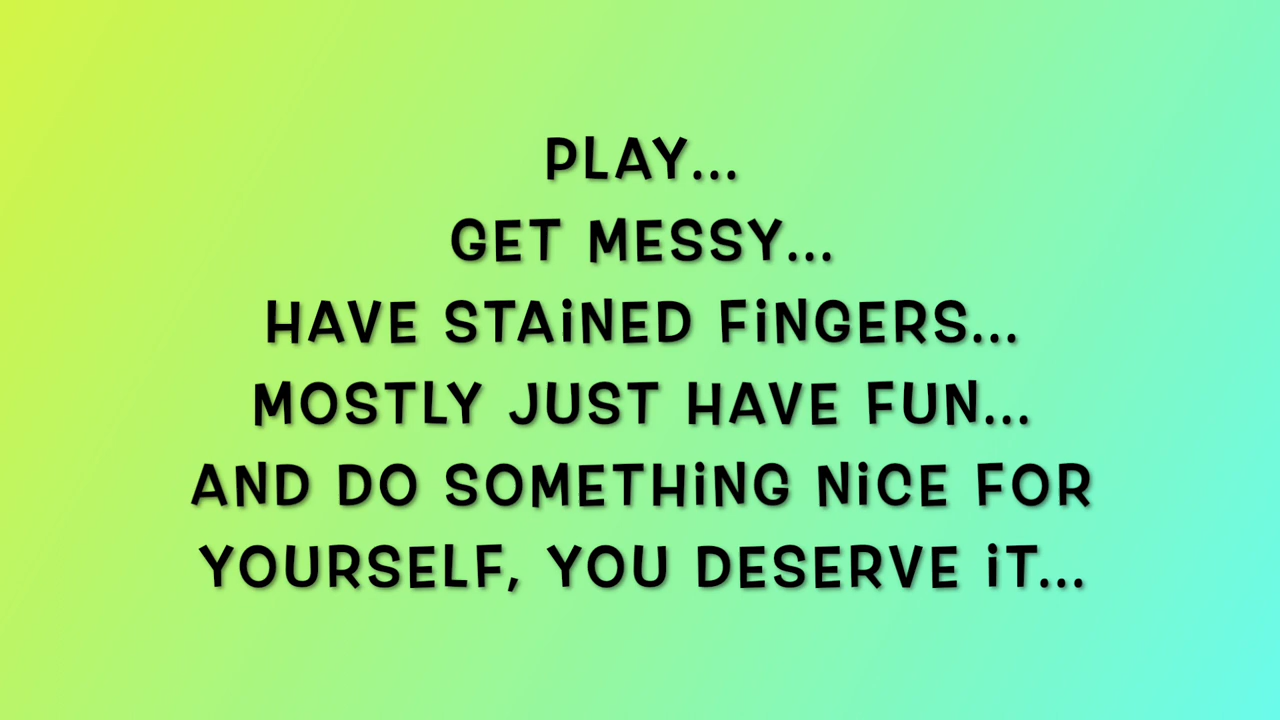 PLAY...
GET MESSY...
HAVE STAiNED FiNGERS...
MOSTLY JUST HAVE FUN...
AND DO SOMETHiNG NiCE FOR
YOURSELF, YOU DESERVE iT...